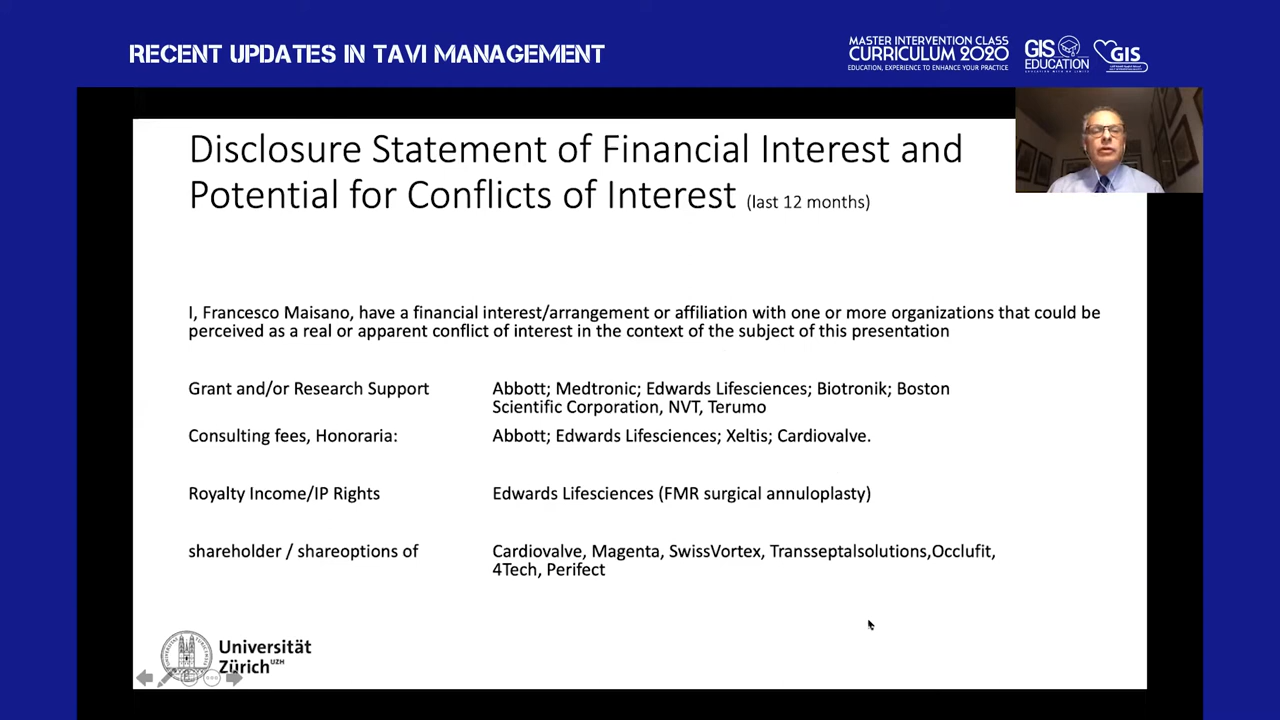 RECENT UPDATES IN TAVI MANAGEMENT
MASTER INTERVENTION CLASS
CURRICULUM 2020
EDUCATION, EXPERIENCE TO ENHANCE YOUR PRACTICE
GIS
EDUCATION
GIS
Disclosure Statement of Financial Interest and
Potential for Conflicts of Interest (last 12 months)
I, Francesco Maisano, have a financial interest/arrangement or affiliation with one or more organizations that could be
perceived as a real or apparent conflict of interest in the context of the subject of this presentation
Grant and/or Research Support
Abbott; Medtronic; Edwards Lifesciences; Biotronik; Boston
Scientific Corporation, NVT, Terumo
Consulting fees, Honoraria:
Abbott; Edwards Lifesciences; Xeltis; Cardiovalve.
Royalty Income/IP Rights
Edwards Lifesciences (FMR surgical annuloplasty)
shareholder / shareoptions of
Cardiovalve, Magenta, SwissVortex, Transseptalsolutions,Occlufit,
4Tech, Perifect
Universität
Zürich UZH